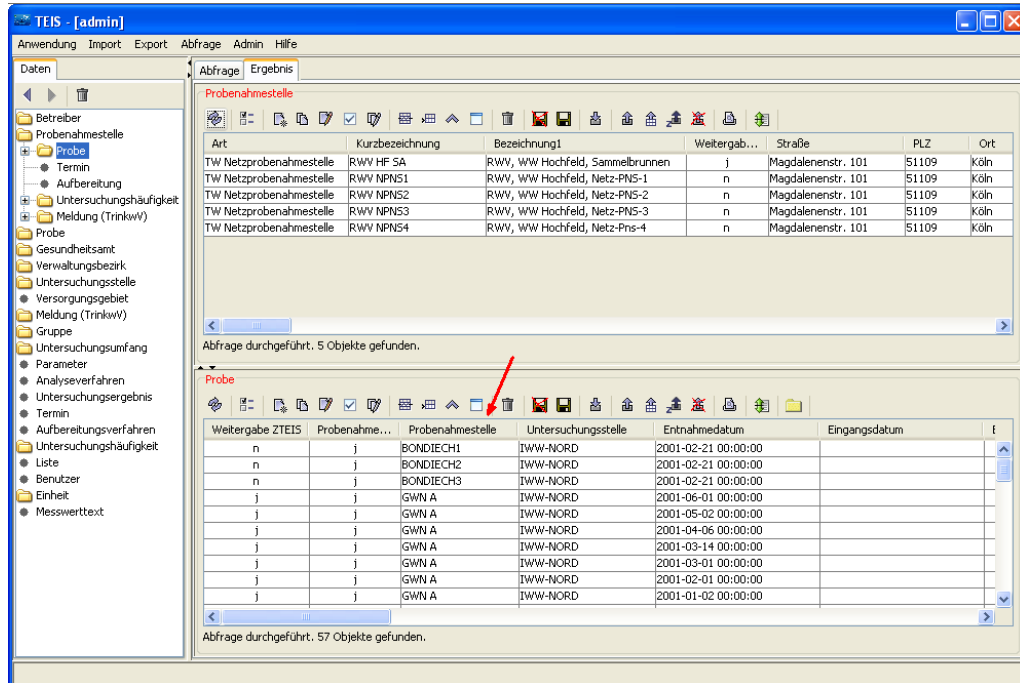 TEIS - [admin]
Anwendung Import Export Abfrage Admin Hilfe
Daten
Betreiber
Probenahmestelle
Probe
Termin
Aufbereitung
Untersuchungshäufigkeit
Meldung (TrinkwV)
Probe
Gesundheitsamt
Verwaltungsbezirk
Untersuchungsstelle
Versorgungsgebiet
Meldung (TrinkwV)
Gruppe
Untersuchungsumfang
Parameter
Analyseverfahren
Untersuchungsergebnis
Termin
Aufbereitungsverfahren
Untersuchungshäufigkeit
Liste
Benutzer
Einheit
Messwerttext
Abfrage Ergebnis
Probenahmestelle
Art Kurzbezeichnung Bezeichnung1 Weitergab... Straße PLZ Ort
TW Netzprobenahmestelle RWV HF SA RWV, WW Hochfeld, Sammelbrunnen j Magdalenenstr. 101 51109 Köln
TW Netzprobenahmestelle RWV NPNS1 RWV, WW Hochfeld, Netz-PNS-1 n Magdalenenstr. 101 51109 Köln
TW Netzprobenahmestelle RWV NPNS2 RWV, WW Hochfeld, Netz-PNS-2 n Magdalenenstr. 101 51109 Köln
TW Netzprobenahmestelle RWV NPNS3 RWV, WW Hochfeld, Netz-PNS-3 n Magdalenenstr. 101 51109 Köln
TW Netzprobenahmestelle RWV NPNS4 RWV, WW Hochfeld, Netz-Pns-4 n Magdalenenstr. 101 51109 Köln
Abfrage durchgeführt. 5 Objekte gefunden.
Probe
Weitergabe ZTEIS Probenahme... Probenahmestelle Untersuchungsstelle Entnahmedatum Eingangsdatum
n j BONDIECH1 IWW-NORD 2001-02-21 00:00:00
n j BONDIECH2 IWW-NORD 2001-02-21 00:00:00
n j BONDIECH3 IWW-NORD 2001-02-21 00:00:00
j j GWN A IWW-NORD 2001-06-01 00:00:00
j j GWN A IWW-NORD 2001-05-02 00:00:00
j j GWN A IWW-NORD 2001-04-06 00:00:00
j j GWN A IWW-NORD 2001-03-14 00:00:00
j j GWN A IWW-NORD 2001-03-01 00:00:00
j j GWN A IWW-NORD 2001-02-01 00:00:00
j j GWN A IWW-NORD 2001-01-02 00:00:00
Abfrage durchgeführt. 57 Objekte gefunden.